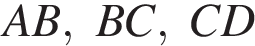 AB, BC, CD